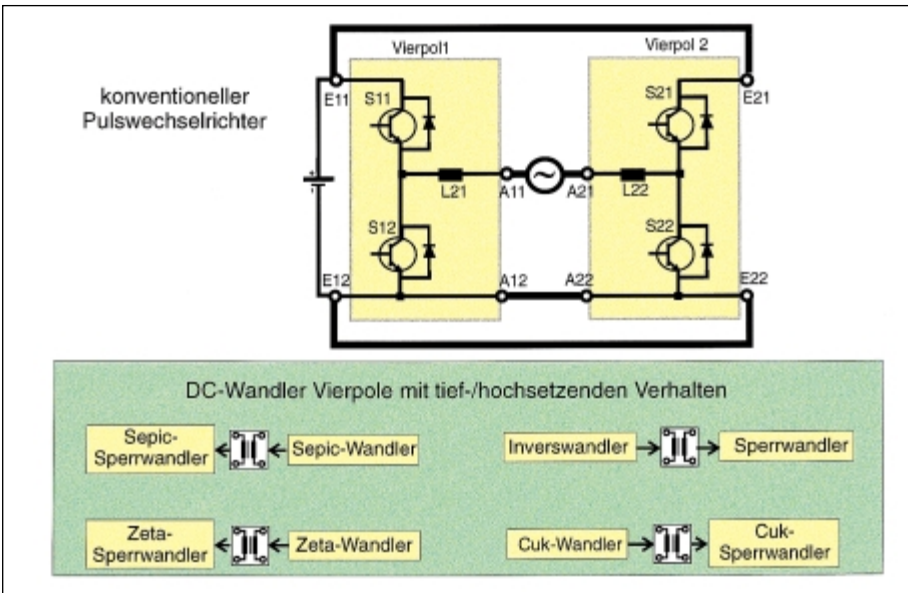 konventioneller
Pulswechselrichter
Vierpol1
Vierpol 2
E11
S11
S21
E21
L21
A11
A21
L22
S12
S22
E12
A12
A22
E22
DC-Wandler Vierpole mit tief-/hochsetzenden Verhalten
Sepic-
Sperrwandler
Sepic-Wandler
Inverswandler
Sperrwandler
Zeta-
Sperrwandler
Zeta-Wandler
Cuk-Wandler
Cuk-
Sperrwandler